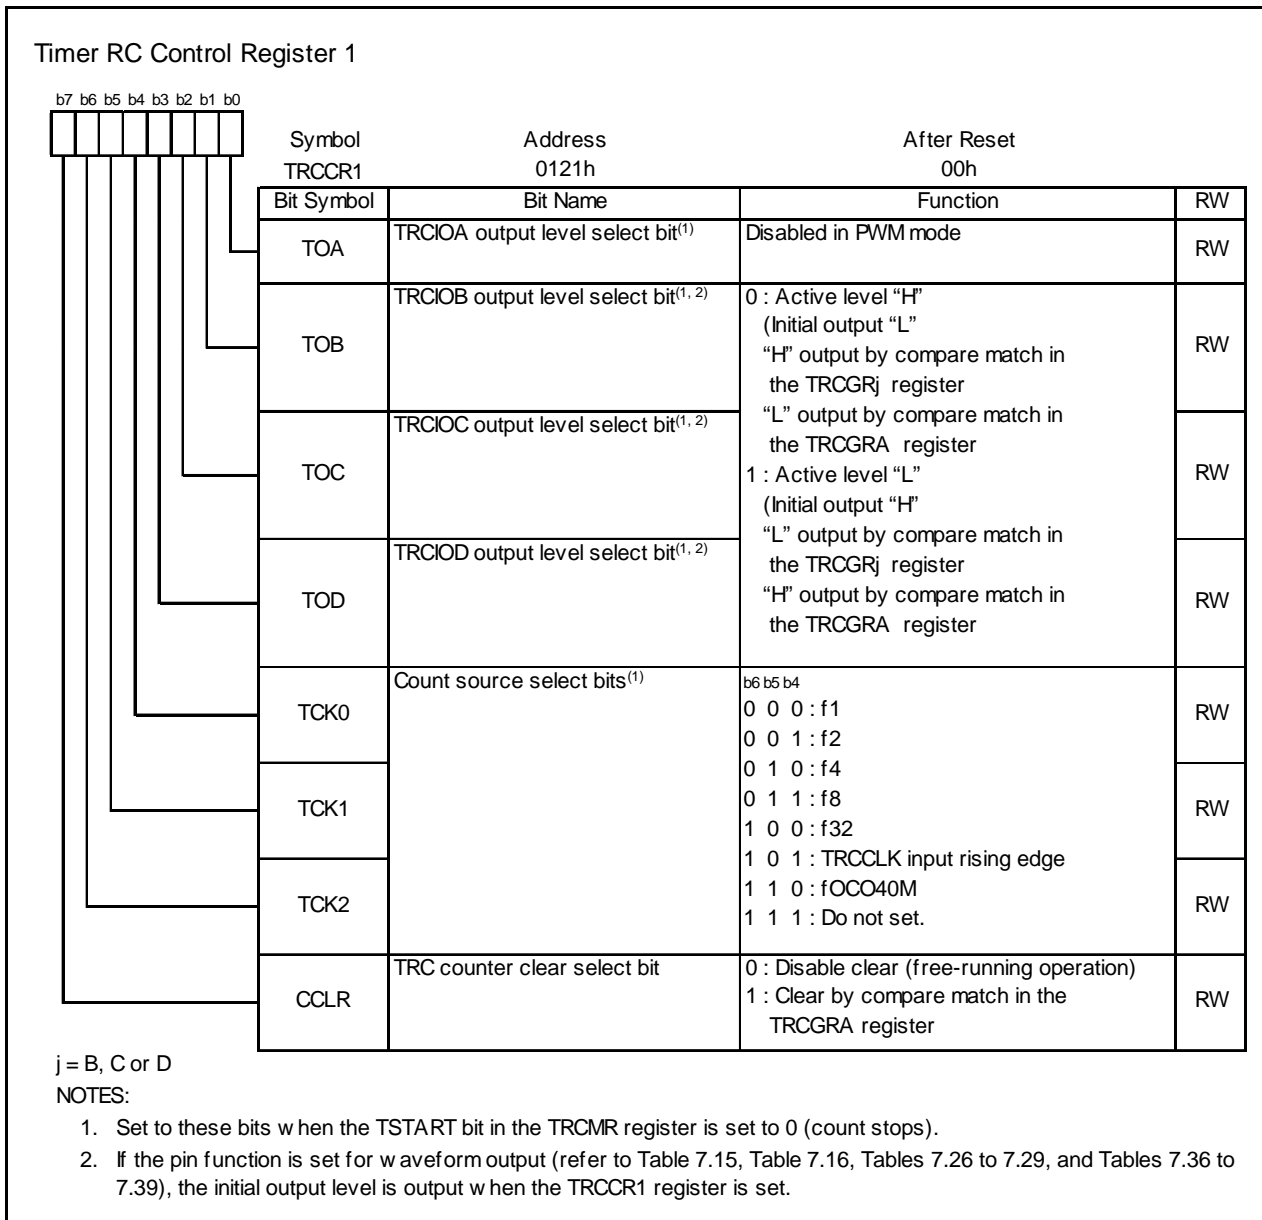 Timer RC Control Register 1
b7 b6 b5 b4 b3 b2 b1 b0
Symbol Address After Reset
TRCCR1 0121h 00h
Bit Symbol Bit Name Function RW
TOA TRCIOA output level select bit(1) Disabled in PWM mode RW
TOB TRCIOB output level select bit(1, 2) RW
0 : Active level “H”
(Initial output “L”
“H” output by compare match in
the TRCGRj register
“L” output by compare match in
the TRCGRA register
TOC TRCIOC output level select bit(1, 2) RW
1 : Active level “L”
(Initial output “H”
“L” output by compare match in
the TRCGRj register
“H” output by compare match in
the TRCGRA register
TOD TRCIOD output level select bit(1, 2) RW
TCK0 Count source select bits(1) RW
b6 b5 b4
0 0 0 : f1
0 0 1 : f2
0 1 0 : f4
TCK1 RW
0 1 1 : f8
1 0 0 : f32
1 0 1 : TRCCLK input rising edge
TCK2 RW
1 1 0 : fOCO40M
1 1 1 : Do not set.
CCLR TRC counter clear select bit RW
0 : Disable clear (free-running operation)
1 : Clear by compare match in the
TRCGRA register
j = B, C or D
NOTES:
1. Set to these bits when the TSTART bit in the TRCMR register is set to 0 (count stops).
2. If the pin function is set for waveform output (refer to Table 7.15, Table 7.16, Tables 7.26 to 7.29, and Tables 7.36 to
7.39), the initial output level is output when the TRCCR1 register is set.